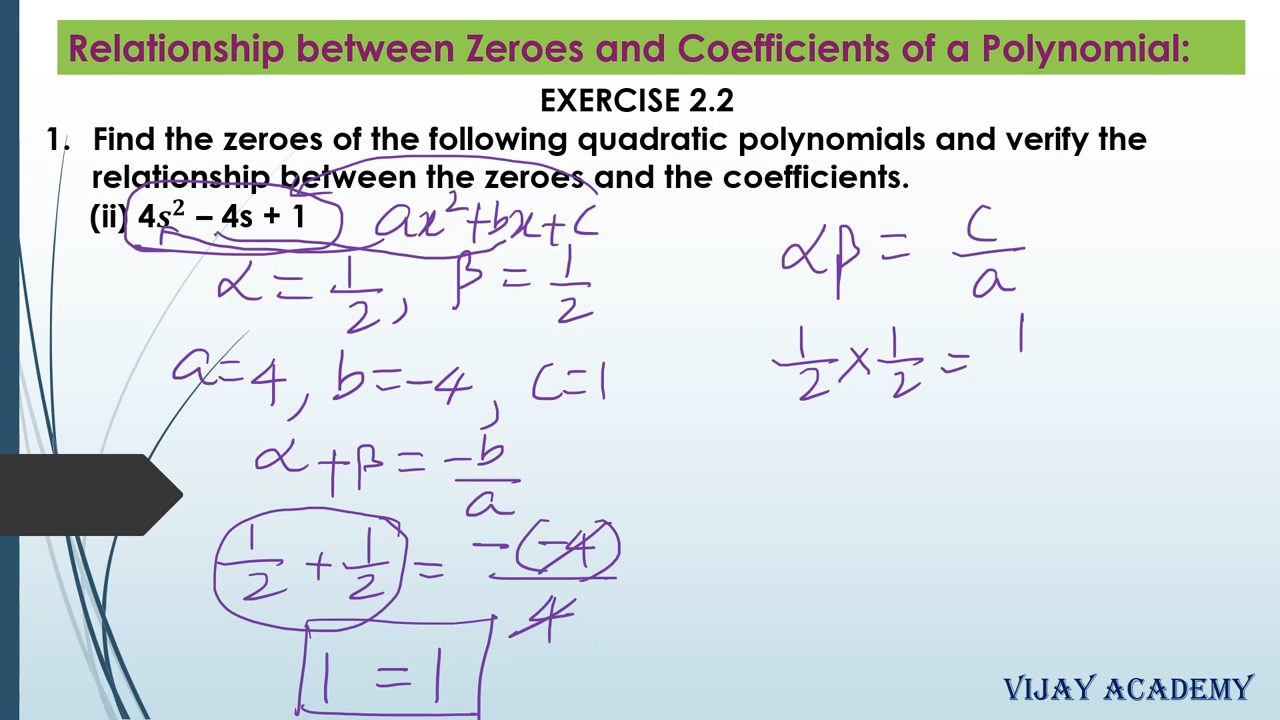 Relationship between Zeroes and Coefficients of a Polynomial:
EXERCISE 2.2
1. Find the zeroes of the following quadratic polynomials and verify the
relationship between the zeroes and the coefficients.
(ii) 4s² – 4s + 1
ax²+bx+c
α = 1/2, β = 1/2
a=4, b=-4, c=1
α+β = -b/a
1/2 + 1/2 = -(-4)/4
1 = 1
αβ = c/a
1/2 × 1/2 = 1
VIJAY ACADEMY